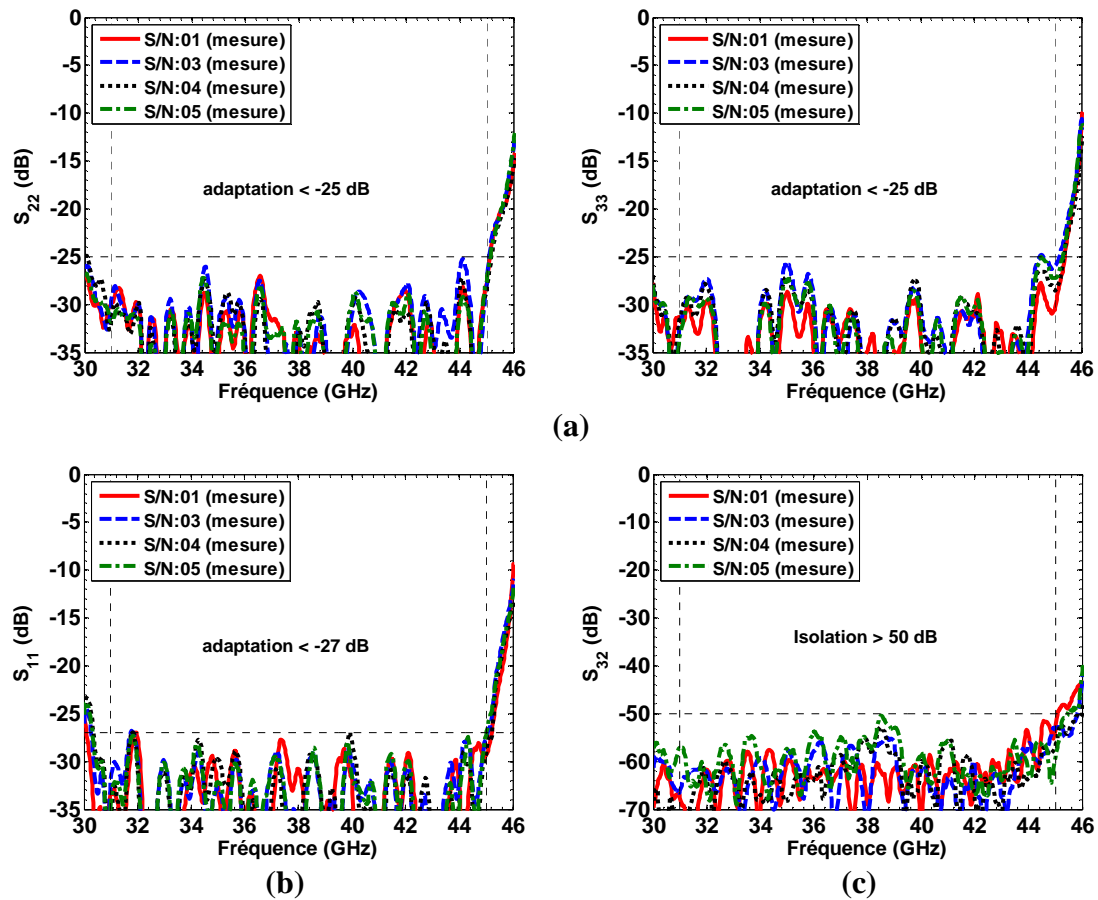 0
-5
-10
-15
-20
-25
-30
-35
S22 (dB)
S/N:01 (mesure)
S/N:03 (mesure)
S/N:04 (mesure)
S/N:05 (mesure)
adaptation < -25 dB
30 32 34 36 38 40 42 44 46
Fréquence (GHz)
0
-5
-10
-15
-20
-25
-30
-35
S33 (dB)
S/N:01 (mesure)
S/N:03 (mesure)
S/N:04 (mesure)
S/N:05 (mesure)
adaptation < -25 dB
30 32 34 36 38 40 42 44 46
Fréquence (GHz)
(a)
0
-5
-10
-15
-20
-25
-30
-35
S11 (dB)
S/N:01 (mesure)
S/N:03 (mesure)
S/N:04 (mesure)
S/N:05 (mesure)
adaptation < -27 dB
30 32 34 36 38 40 42 44 46
Fréquence (GHz)
(b)
0
-10
-20
-30
-40
-50
-60
-70
S32 (dB)
S/N:01 (mesure)
S/N:03 (mesure)
S/N:04 (mesure)
S/N:05 (mesure)
Isolation > 50 dB
30 32 34 36 38 40 42 44 46
Fréquence (GHz)
(c)